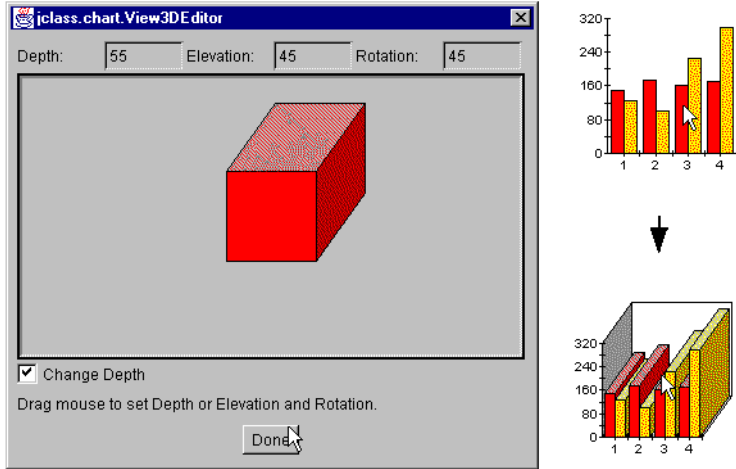 jclass.chart.View3DEditor
Depth: 55 Elevation: 45 Rotation: 45
Change Depth
Drag mouse to set Depth or Elevation and Rotation.
Done
320
240
160
80
0
1 2 3 4
320
240
160
80
0
1 2 3 4